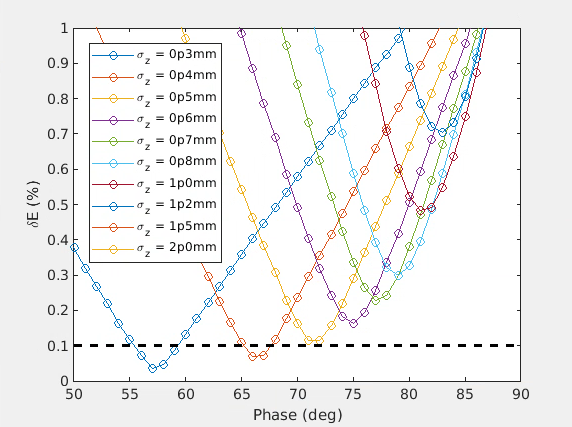 1
0.9
0.8
0.7
0.6
0.5
0.4
0.3
0.2
0.1
0
δE (%)
σz = 0p3mm
σz = 0p4mm
σz = 0p5mm
σz = 0p6mm
σz = 0p7mm
σz = 0p8mm
σz = 1p0mm
σz = 1p2mm
σz = 1p5mm
σz = 2p0mm
50 55 60 65 70 75 80 85 90
Phase (deg)